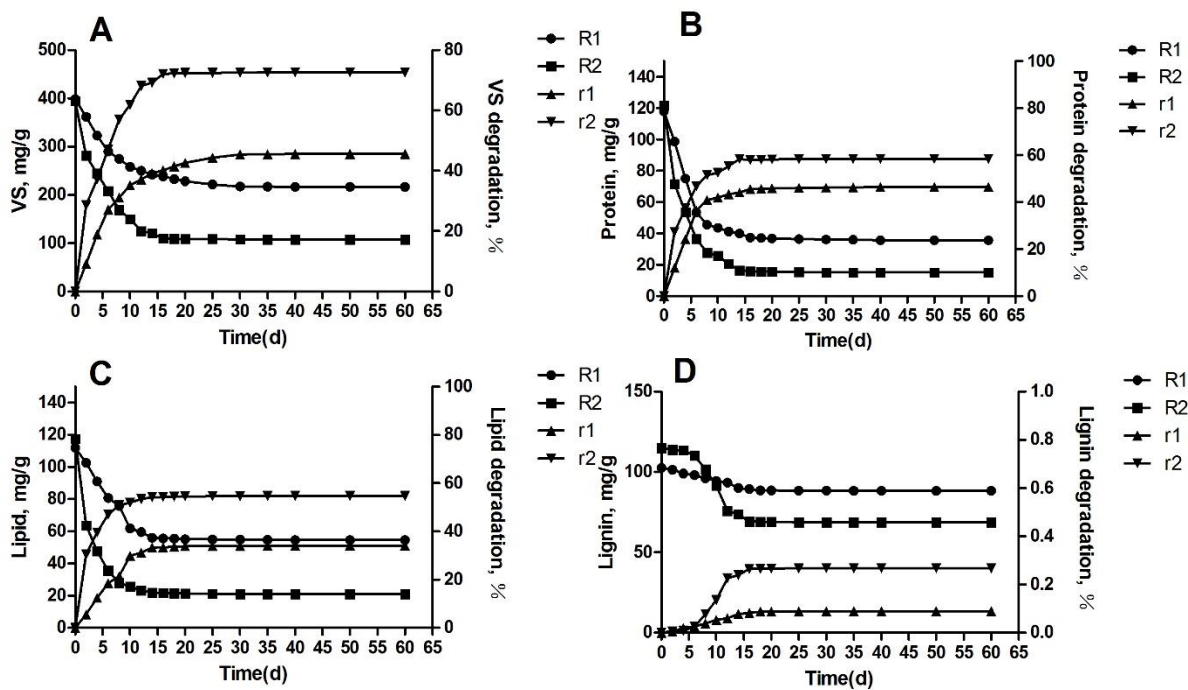 A
R1
R2
r1
r2
500
400
300
200
100
0
80
60
40
20
0
VS, mg/g
VS degradation, %
0 5 10 15 20 25 30 35 40 45 50 55 60 65
Time(d)
B
R1
R2
r1
r2
140
120
100
80
60
40
20
0
100
80
60
40
20
0
Protein, mg/g
Protein degradation, %
0 5 10 15 20 25 30 35 40 45 50 55 60 65
Time(d)
C
R1
R2
r1
r2
140
120
100
80
60
40
20
0
100
80
60
40
20
0
Lipid, mg/g
Lipid degradation, %
0 5 10 15 20 25 30 35 40 45 50 55 60 65
Time(d)
D
R1
R2
r1
r2
150
100
50
0
1.0
0.8
0.6
0.4
0.2
0.0
Lignin, mg/g
Lignin degradation, %
0 5 10 15 20 25 30 35 40 45 50 55 60 65
Time(d)